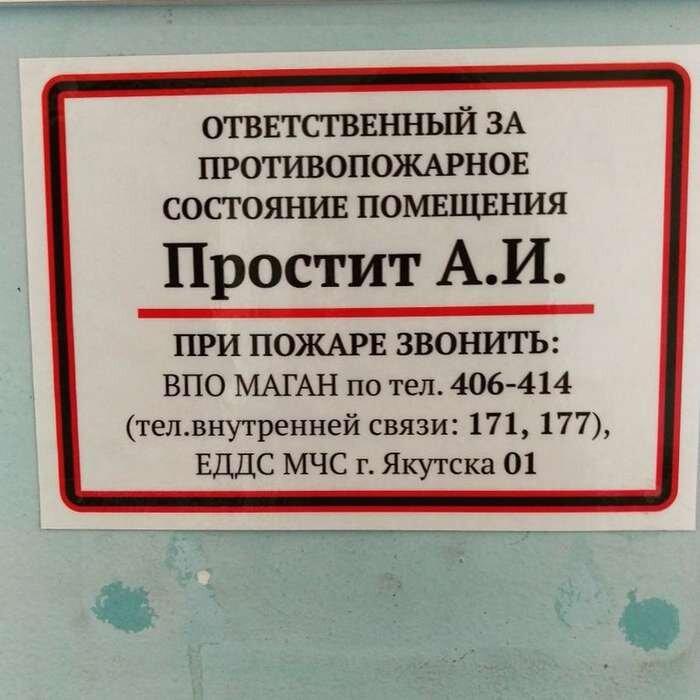 ОТВЕТСТВЕННЫЙ ЗА
ПРОТИВОПОЖАРНОЕ
СОСТОЯНИЕ ПОМЕЩЕНИЯ
Простит А.И.
ПРИ ПОЖАРЕ ЗВОНИТЬ:
ВПО МАГАН по тел. 406-414
(тел.внутренней связи: 171, 177),
ЕДДС МЧС г. Якутска 01